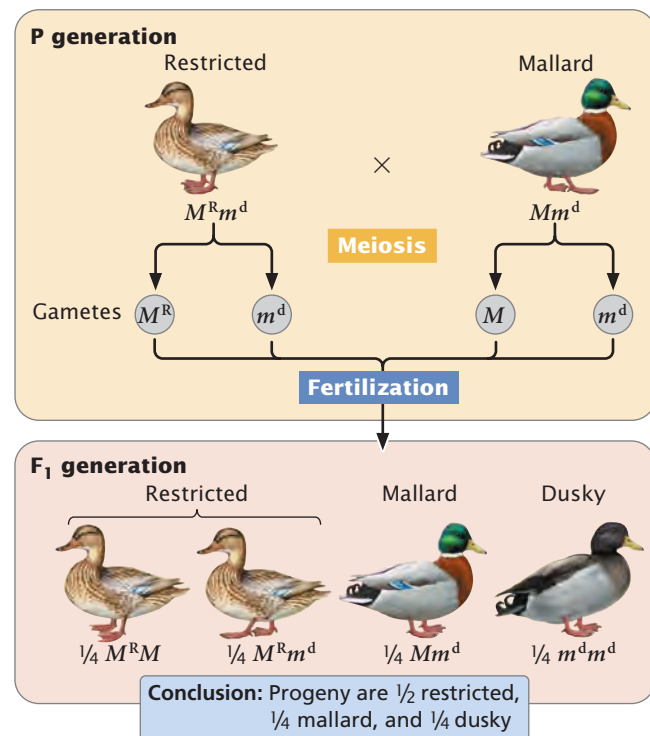 P generation
Restricted Mallard
×
MᴿmᵈMmᵈ
Meiosis
Gametes Mᴿ mᵈ M mᵈ
Fertilization
F₁ generation
Restricted Mallard Dusky
¼ MᴿM ¼ Mᴿmᵈ ¼ Mmᵈ ¼ mᵈmᵈ
Conclusion: Progeny are ½ restricted,
¼ mallard, and ¼ dusky